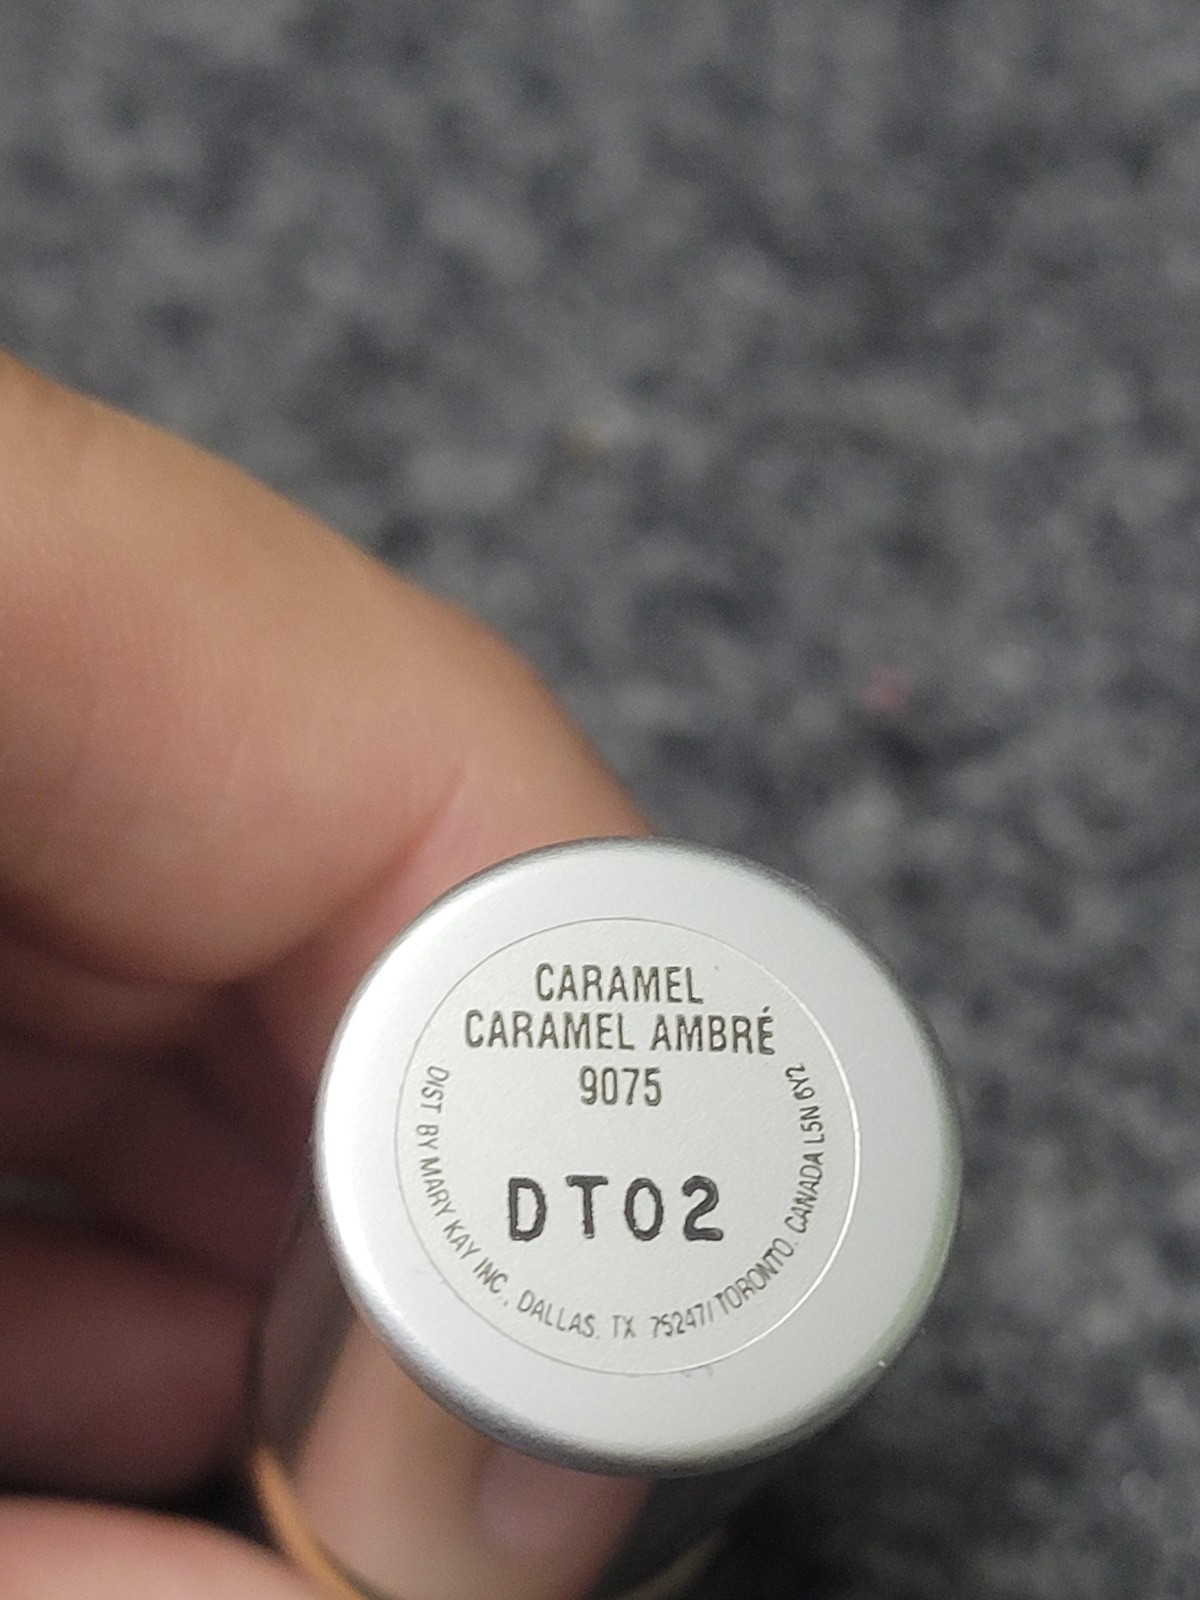 CARAMEL
CARAMEL AMBRÉ
9075
DT02
DIST BY MARY KAY INC., DALLAS, TX 75247/TORONTO. CANADA L5N 6Y2